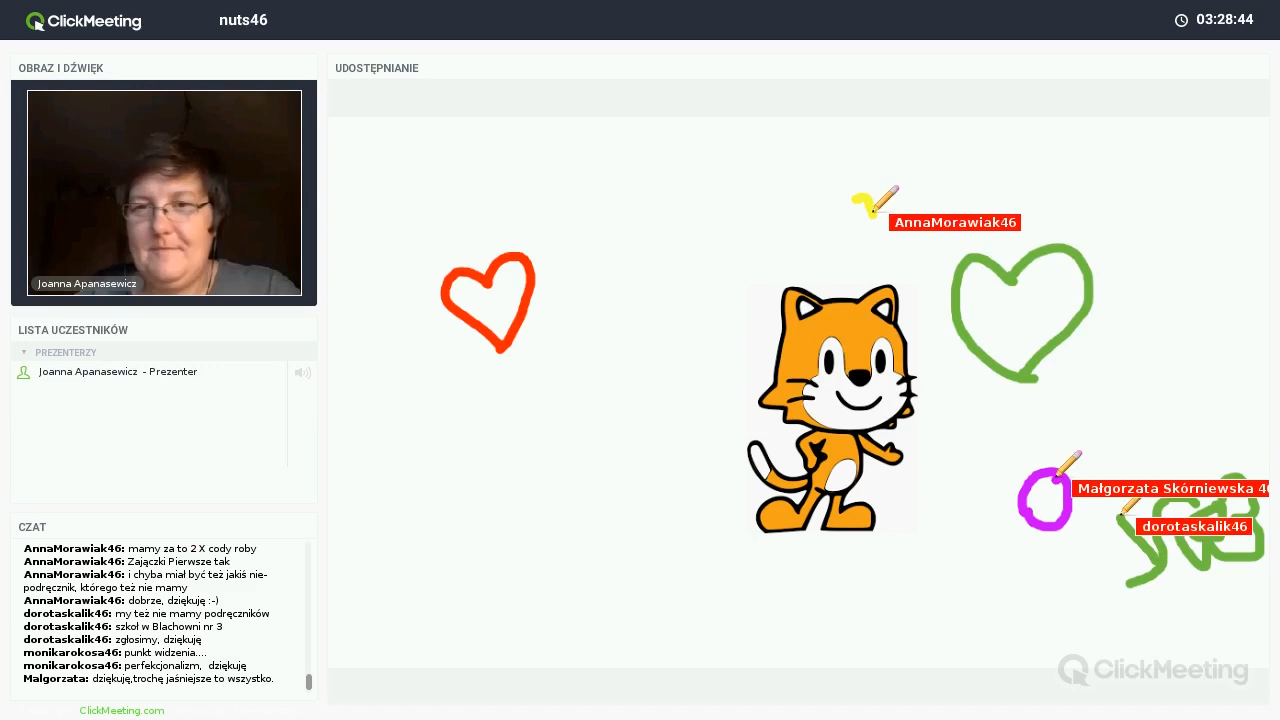 ClickMeeting
nuts46
03:28:44
OBRAZ I DŹWIĘK
UDOSTĘPNIANIE
Joanna Apanasewicz
LISTA UCZESTNIKÓW
PREZENTERZY
Joanna Apanasewicz - Prezenter
AnnaMorawiak46
Małgorzata Skórniewska 46
dorotaskalik46
CZAT
AnnaMorawiak46: mamy za to 2 X cody roby
AnnaMorawiak46: Zajączki Pierwsze tak
AnnaMorawiak46: i chyba miał być też jakiś nie-
podręcznik, którego też nie mamy
AnnaMorawiak46: dobrze, dziękuję :-)
dorotaskalik46: my też nie mamy podręczników
dorotaskalik46: szkoł w Blachowni nr 3
dorotaskalik46: zgłosimy, dziękuję
monikarokosa46: punkt widzenia....
monikarokosa46: perfekcjonalizm, dziękuję
Malgorzata: dziękuję,trochę jaśniejsze to wszystko.
ClickMeeting
ClickMeeting.com